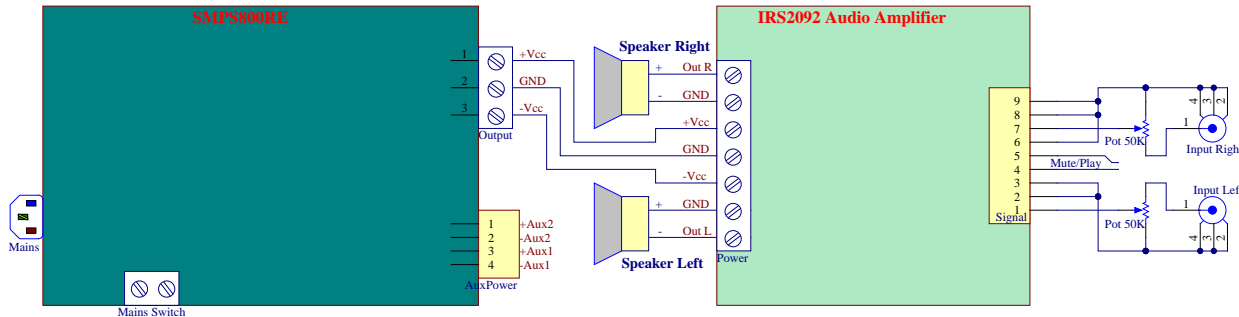 SMPS800RE
1
2
3
+Vcc
GND
-Vcc
Output
1
2
3
4
+Aux2
-Aux2
+Aux1
-Aux1
AuxPower
Mains
Mains Switch
Speaker Right
+
-
Out R
GND
+Vcc
GND
-Vcc
+ GND
- Out L
Speaker Left
Power
IRS2092 Audio Amplifier
9
8
7
6
5
4
3
2
1
Signal
Mute/Play
Pot 50K
1
4
3
2
Input Righ
Pot 50K
1
4
3
2
Input Lef